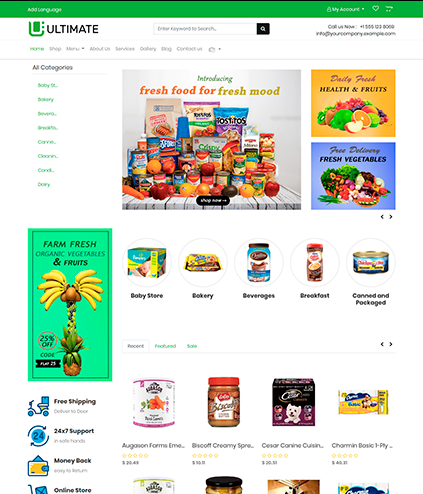 Add Language
My Account
ULTIMATE
Enter Keyword to Search...
Call us Now : +1 555 123 8069
info@yourcompany.example.com
Home Shop Menu About Us Services Gallery Blog Contact us
All Categories
Baby St...
Bakery
Bevera...
Breakfa...
Canne...
Cleanin...
Condi...
Dairy
Introducing
fresh food for fresh mood
TOSTITOS
shop now
Daily Fresh
HEALTH & FRUITS
Free Delivery
FRESH VEGETABLES
FARM FRESH
ORGANIC VEGETABLES
& FRUITS
25%
OFF
CODE
FLAT 25
Baby Store
Bakery
Beverages
Breakfast
Canned and
Packaged
Recent Featured Sale
AUGASON
FARMS
Biscoff
Cesar
Basic
Augason Farms Eme...
$ 20.49
Biscoff Creamy Spre...
$ 19.11
Cesar Canine Cuisin...
$ 20.51
Charmin Basic 1-Ply ...
$ 46.31
Free Shipping
Deliver to Door
24x7 Support
in safe hands
Money Back
easy to Return
Online Store